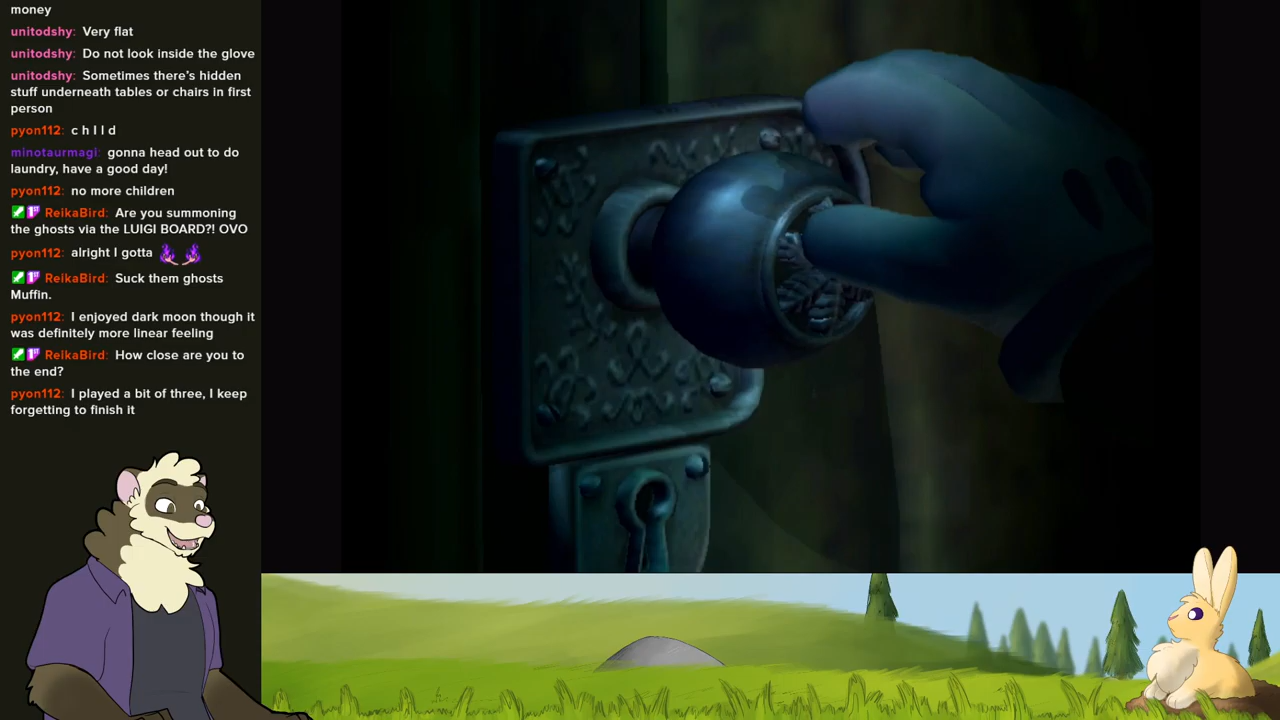 money
unitodshy: Very flat
unitodshy: Do not look inside the glove
unitodshy: Sometimes there's hidden
stuff underneath tables or chairs in first
person
pyon112: c h I l d
minotaurmagi: gonna head out to do
laundry, have a good day!
pyon112: no more children
ReikaBird: Are you summoning
the ghosts via the LUIGI BOARD?! OVO
pyon112: alright I gotta
ReikaBird: Suck them ghosts
Muffin.
pyon112: I enjoyed dark moon though it
was definitely more linear feeling
ReikaBird: How close are you to
the end?
pyon112: I played a bit of three, I keep
forgetting to finish it